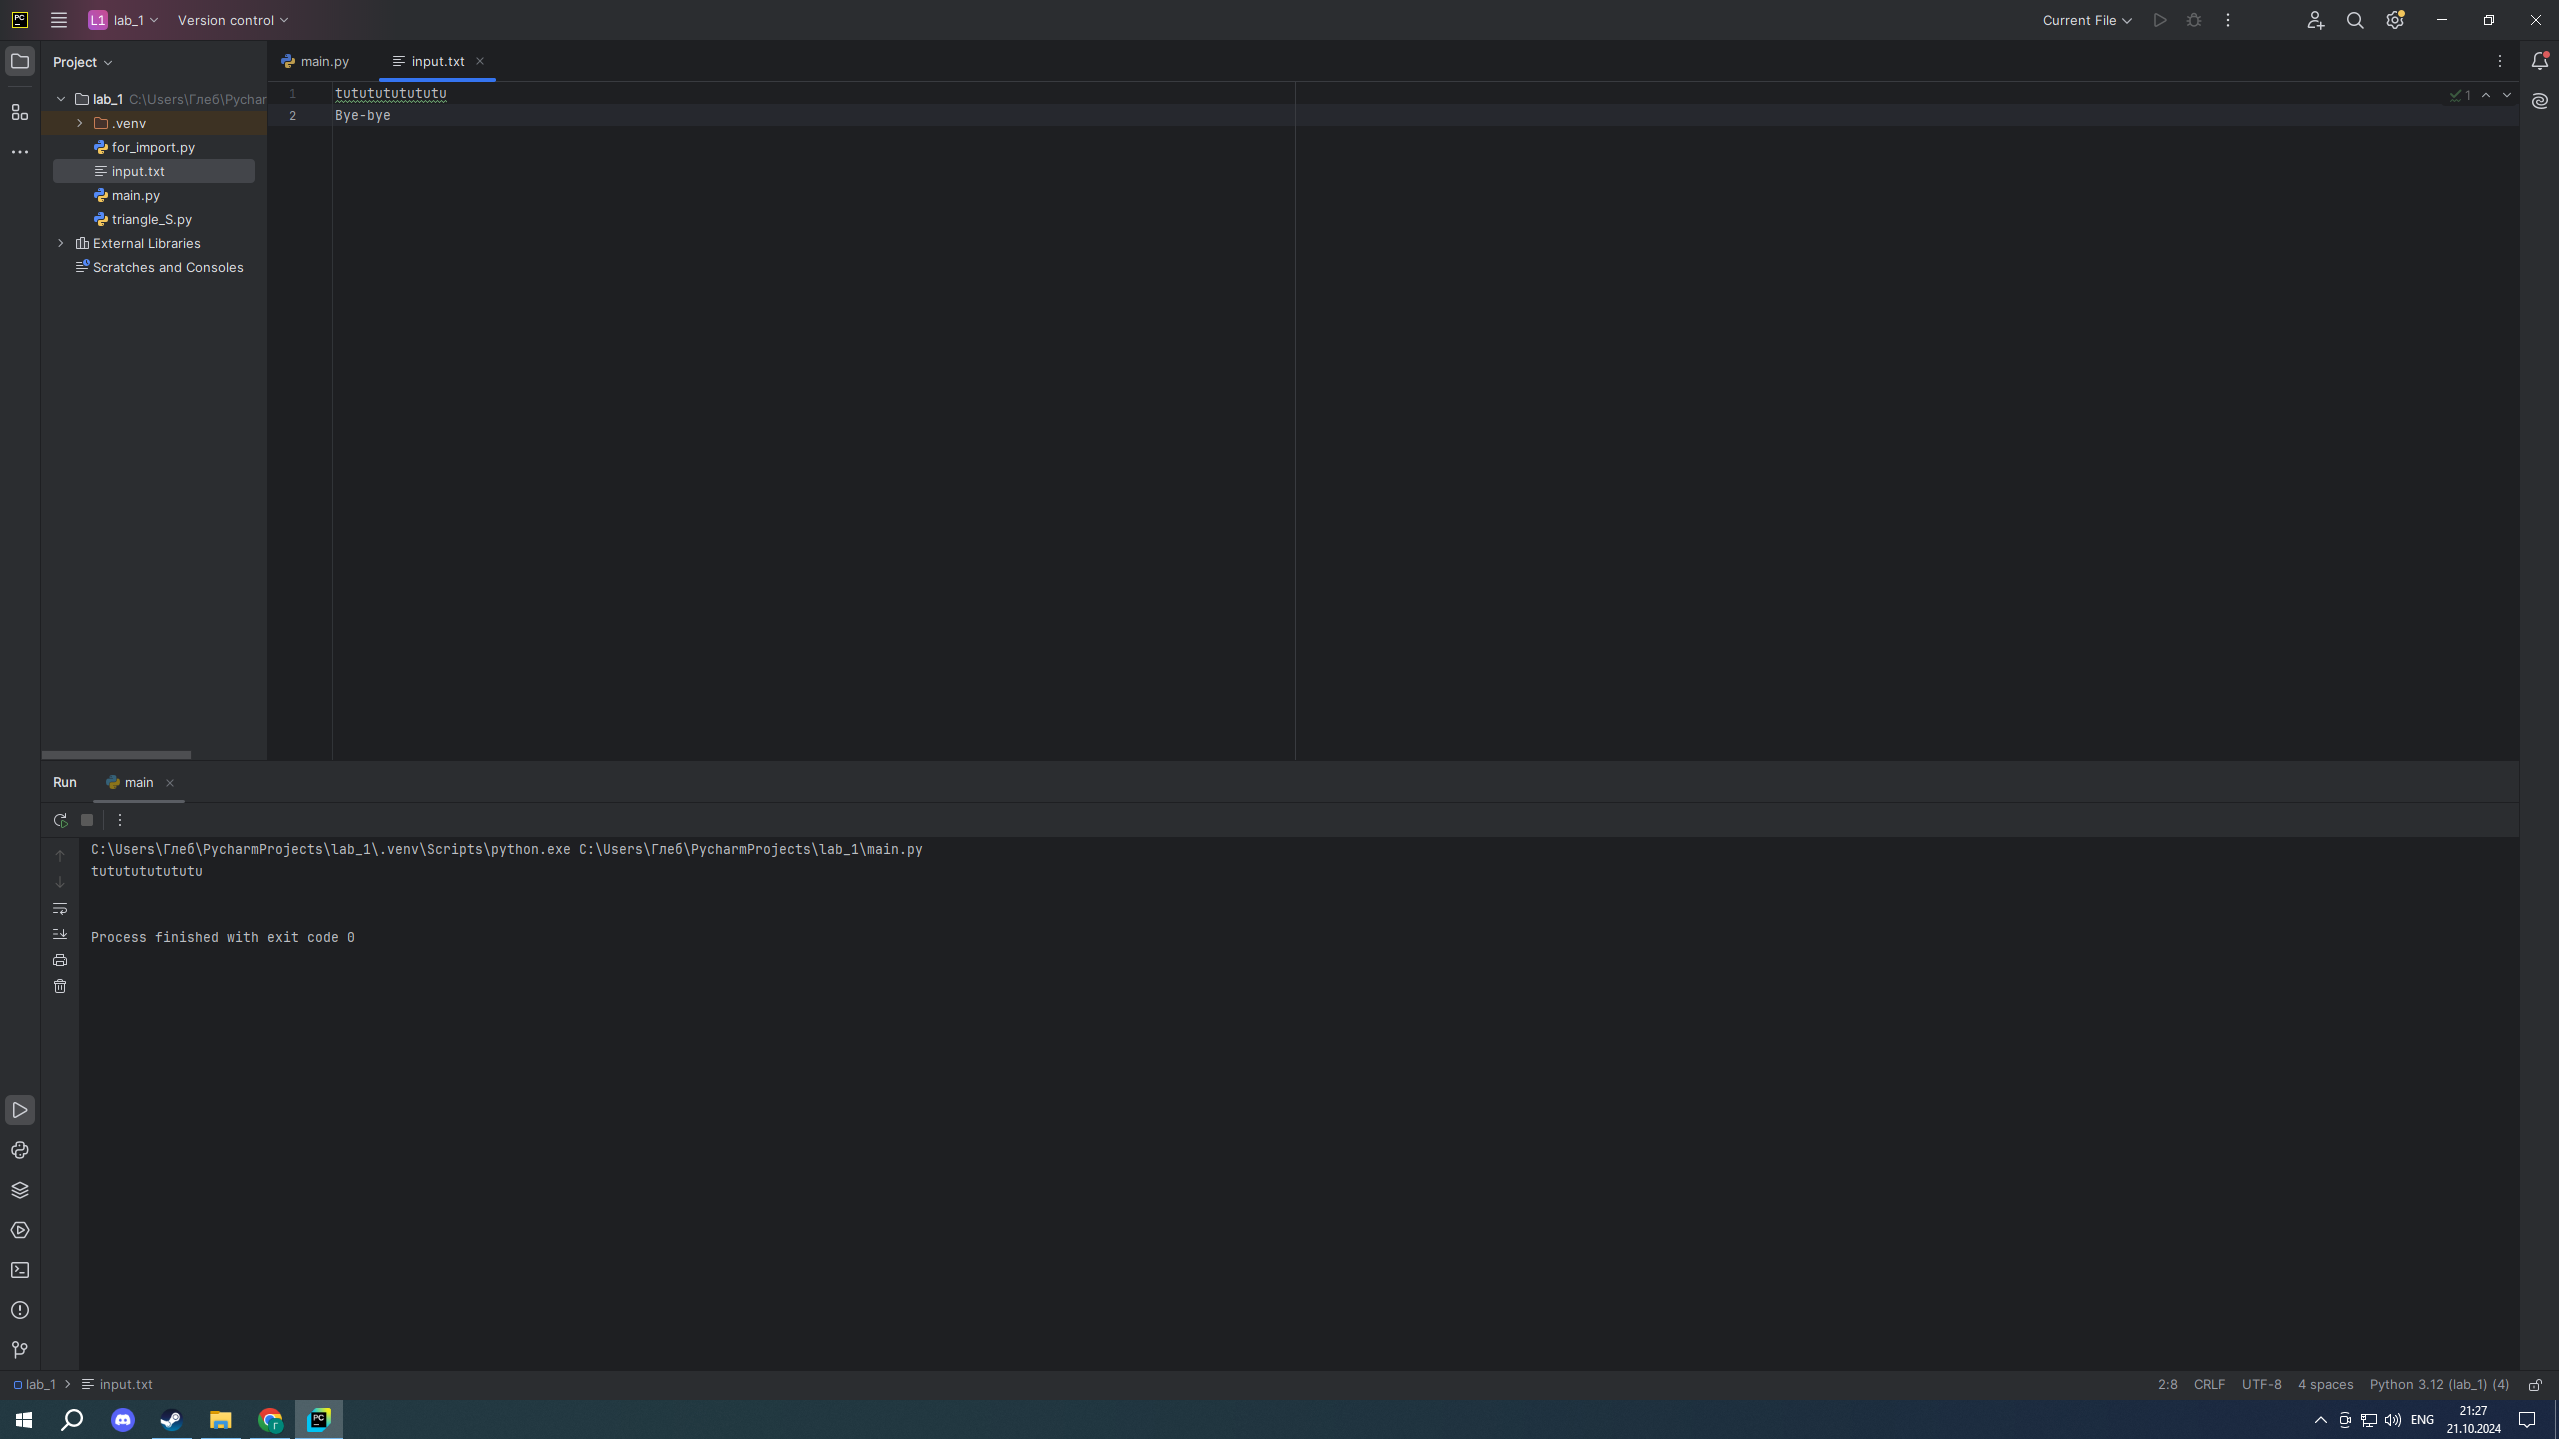 PC
L1 lab_1
Version control
Current File
Project
main.py
input.txt
lab_1 C:\Users\Глеб\Pychar
.venv
for_import.py
input.txt
main.py
triangle_S.py
External Libraries
Scratches and Consoles
1 tututututututu
2 Bye-bye
1
Run
main
C:\Users\Глеб\PycharmProjects\lab_1\.venv\Scripts\python.exe C:\Users\Глеб\PycharmProjects\lab_1\main.py
tututututututu
Process finished with exit code 0
lab_1
input.txt
2:8
CRLF
UTF-8
4 spaces
Python 3.12 (lab_1) (4)
Г
PC
ENG
21:27
21.10.2024